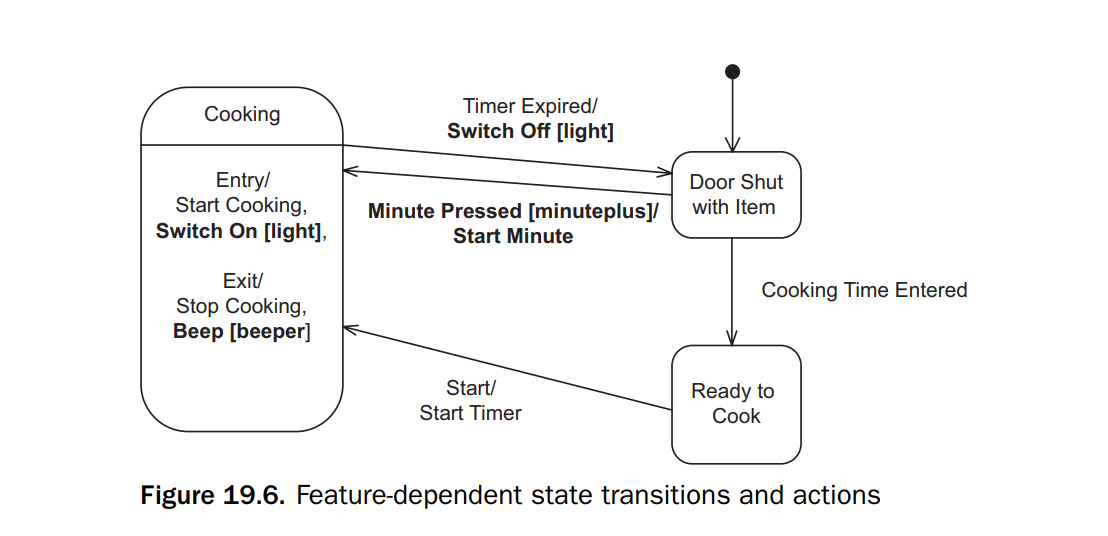 Cooking
Entry/
Start Cooking,
Switch On [light],
Exit/
Stop Cooking,
Beep [beeper]
Timer Expired/
Switch Off [light]
Minute Pressed [minuteplus]/
Start Minute
Start/
Start Timer
Door Shut
with Item
Cooking Time Entered
Ready to
Cook
Figure 19.6. Feature-dependent state transitions and actions